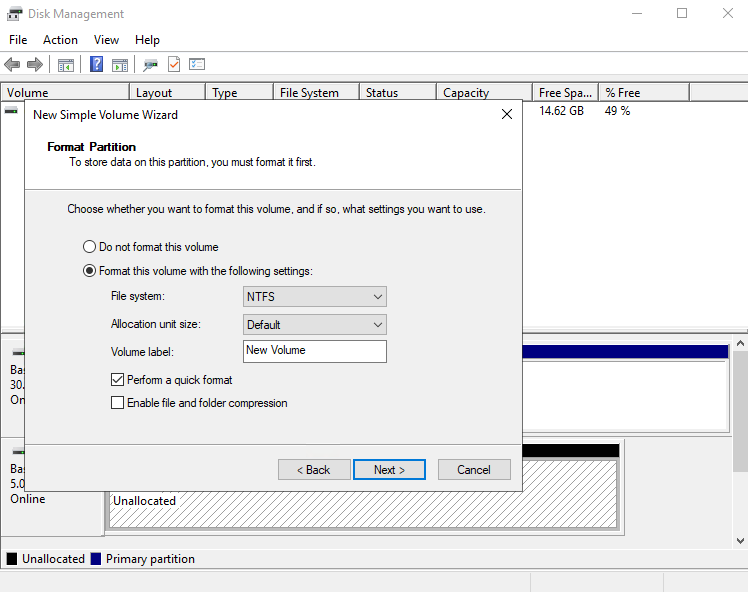 Disk Management
File Action View Help
Volume Layout Type File System Status Capacity Free Spa... % Free
14.62 GB 49 %
New Simple Volume Wizard
Format Partition
To store data on this partition, you must format it first.
Choose whether you want to format this volume, and if so, what settings you want to use.
Do not format this volume
Format this volume with the following settings:
File system: NTFS
Allocation unit size: Default
Volume label: New Volume
Perform a quick format
Enable file and folder compression
< Back Next > Cancel
Ba
30.
On
Ba
5.0
Online
Unallocated
Unallocated Primary partition